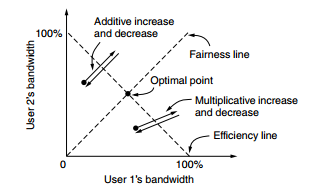 Additive increase
and decrease
100%
Fairness line
Optimal point
Multiplicative increase
and decrease
Efficiency line
User 2's bandwidth
0
100%
User 1's bandwidth